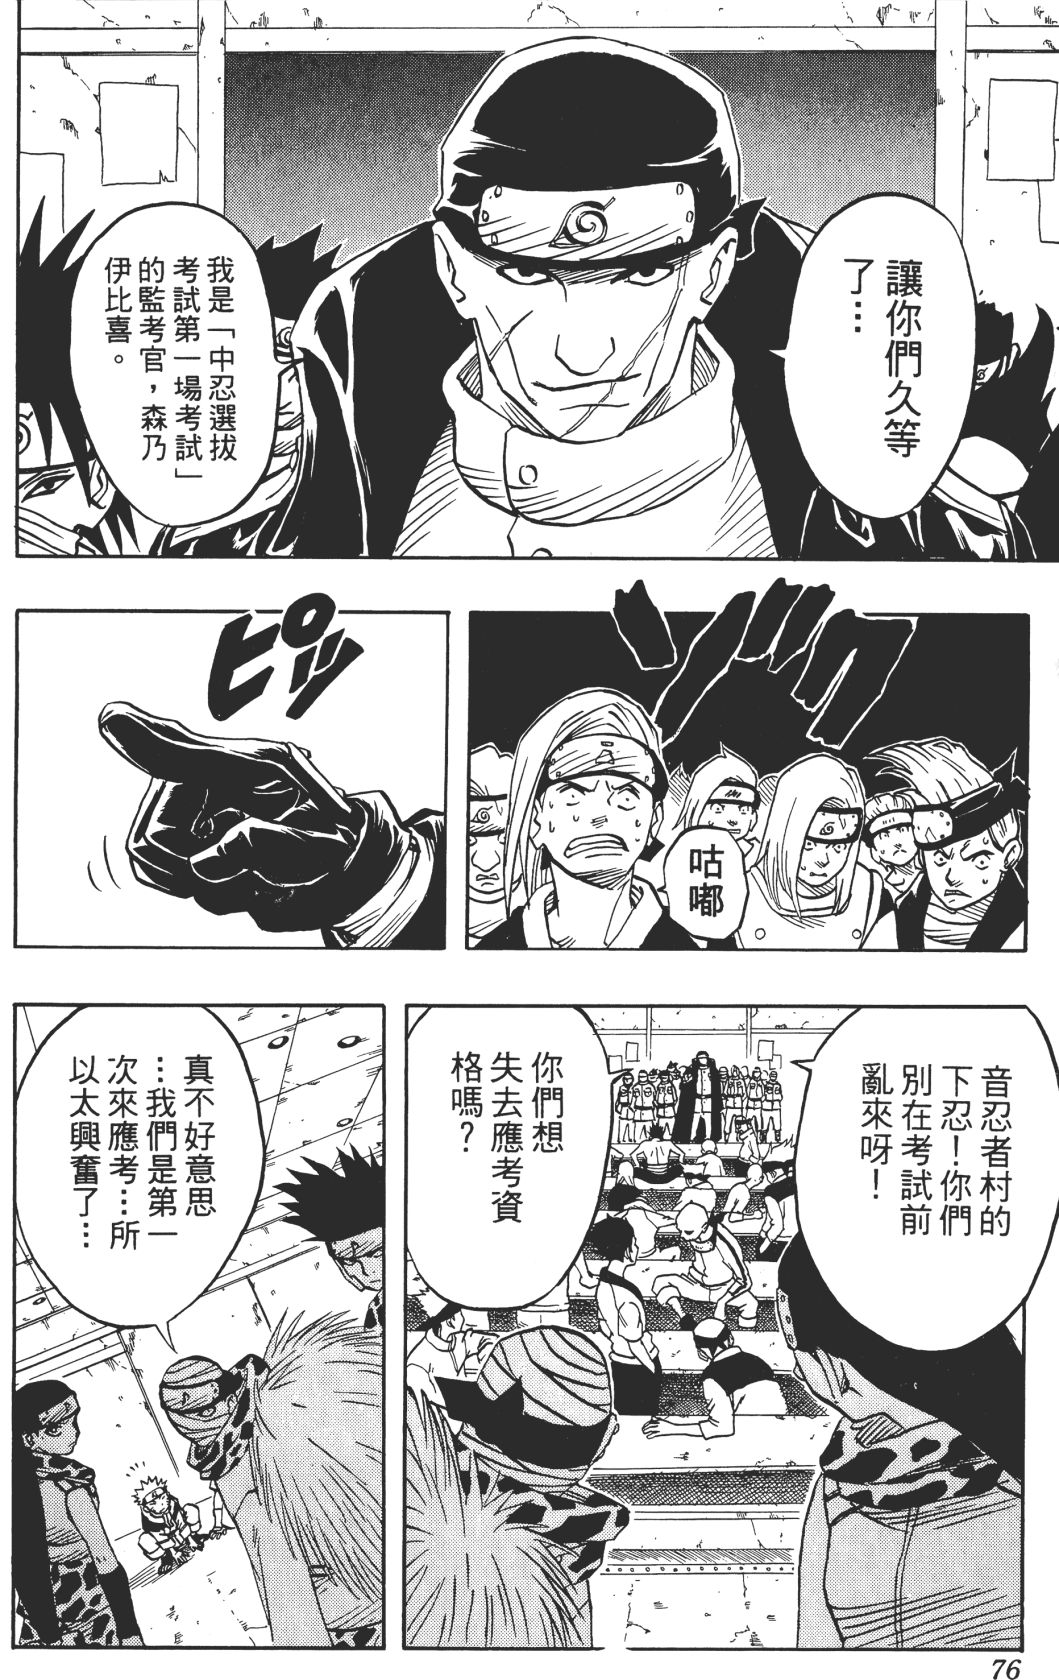 讓你們久等
了…
我是「中忍選拔
考試第一場考試」
的監考官，森乃
伊比喜。
ゾゾク
咕嘟
ピッ
音忍者村的
下忍！你們
別在考試前
亂來呀！
你們想
失去應考資
格嗎？
真不好意思
…我們是第一
次來應考…所
以太興奮了…
76